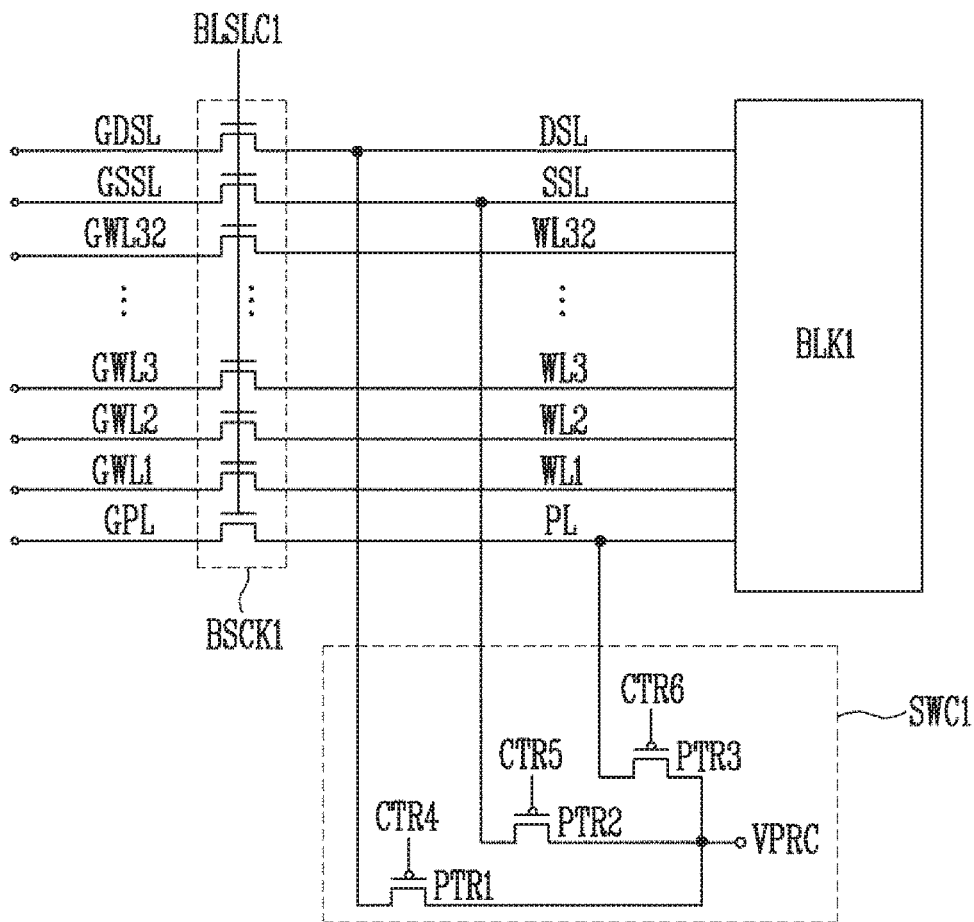 BLSLC1
GDSL DSL
GSSL SSL
GWL32 WL32
⋮ ⋮ ⋮
BLK1
GWL3 WL3
GWL2 WL2
GWL1 WL1
GPL PL
BSCK1
CTR6
SWC1
CTR5
PTR3
CTR4
PTR2
VPRC
PTR1